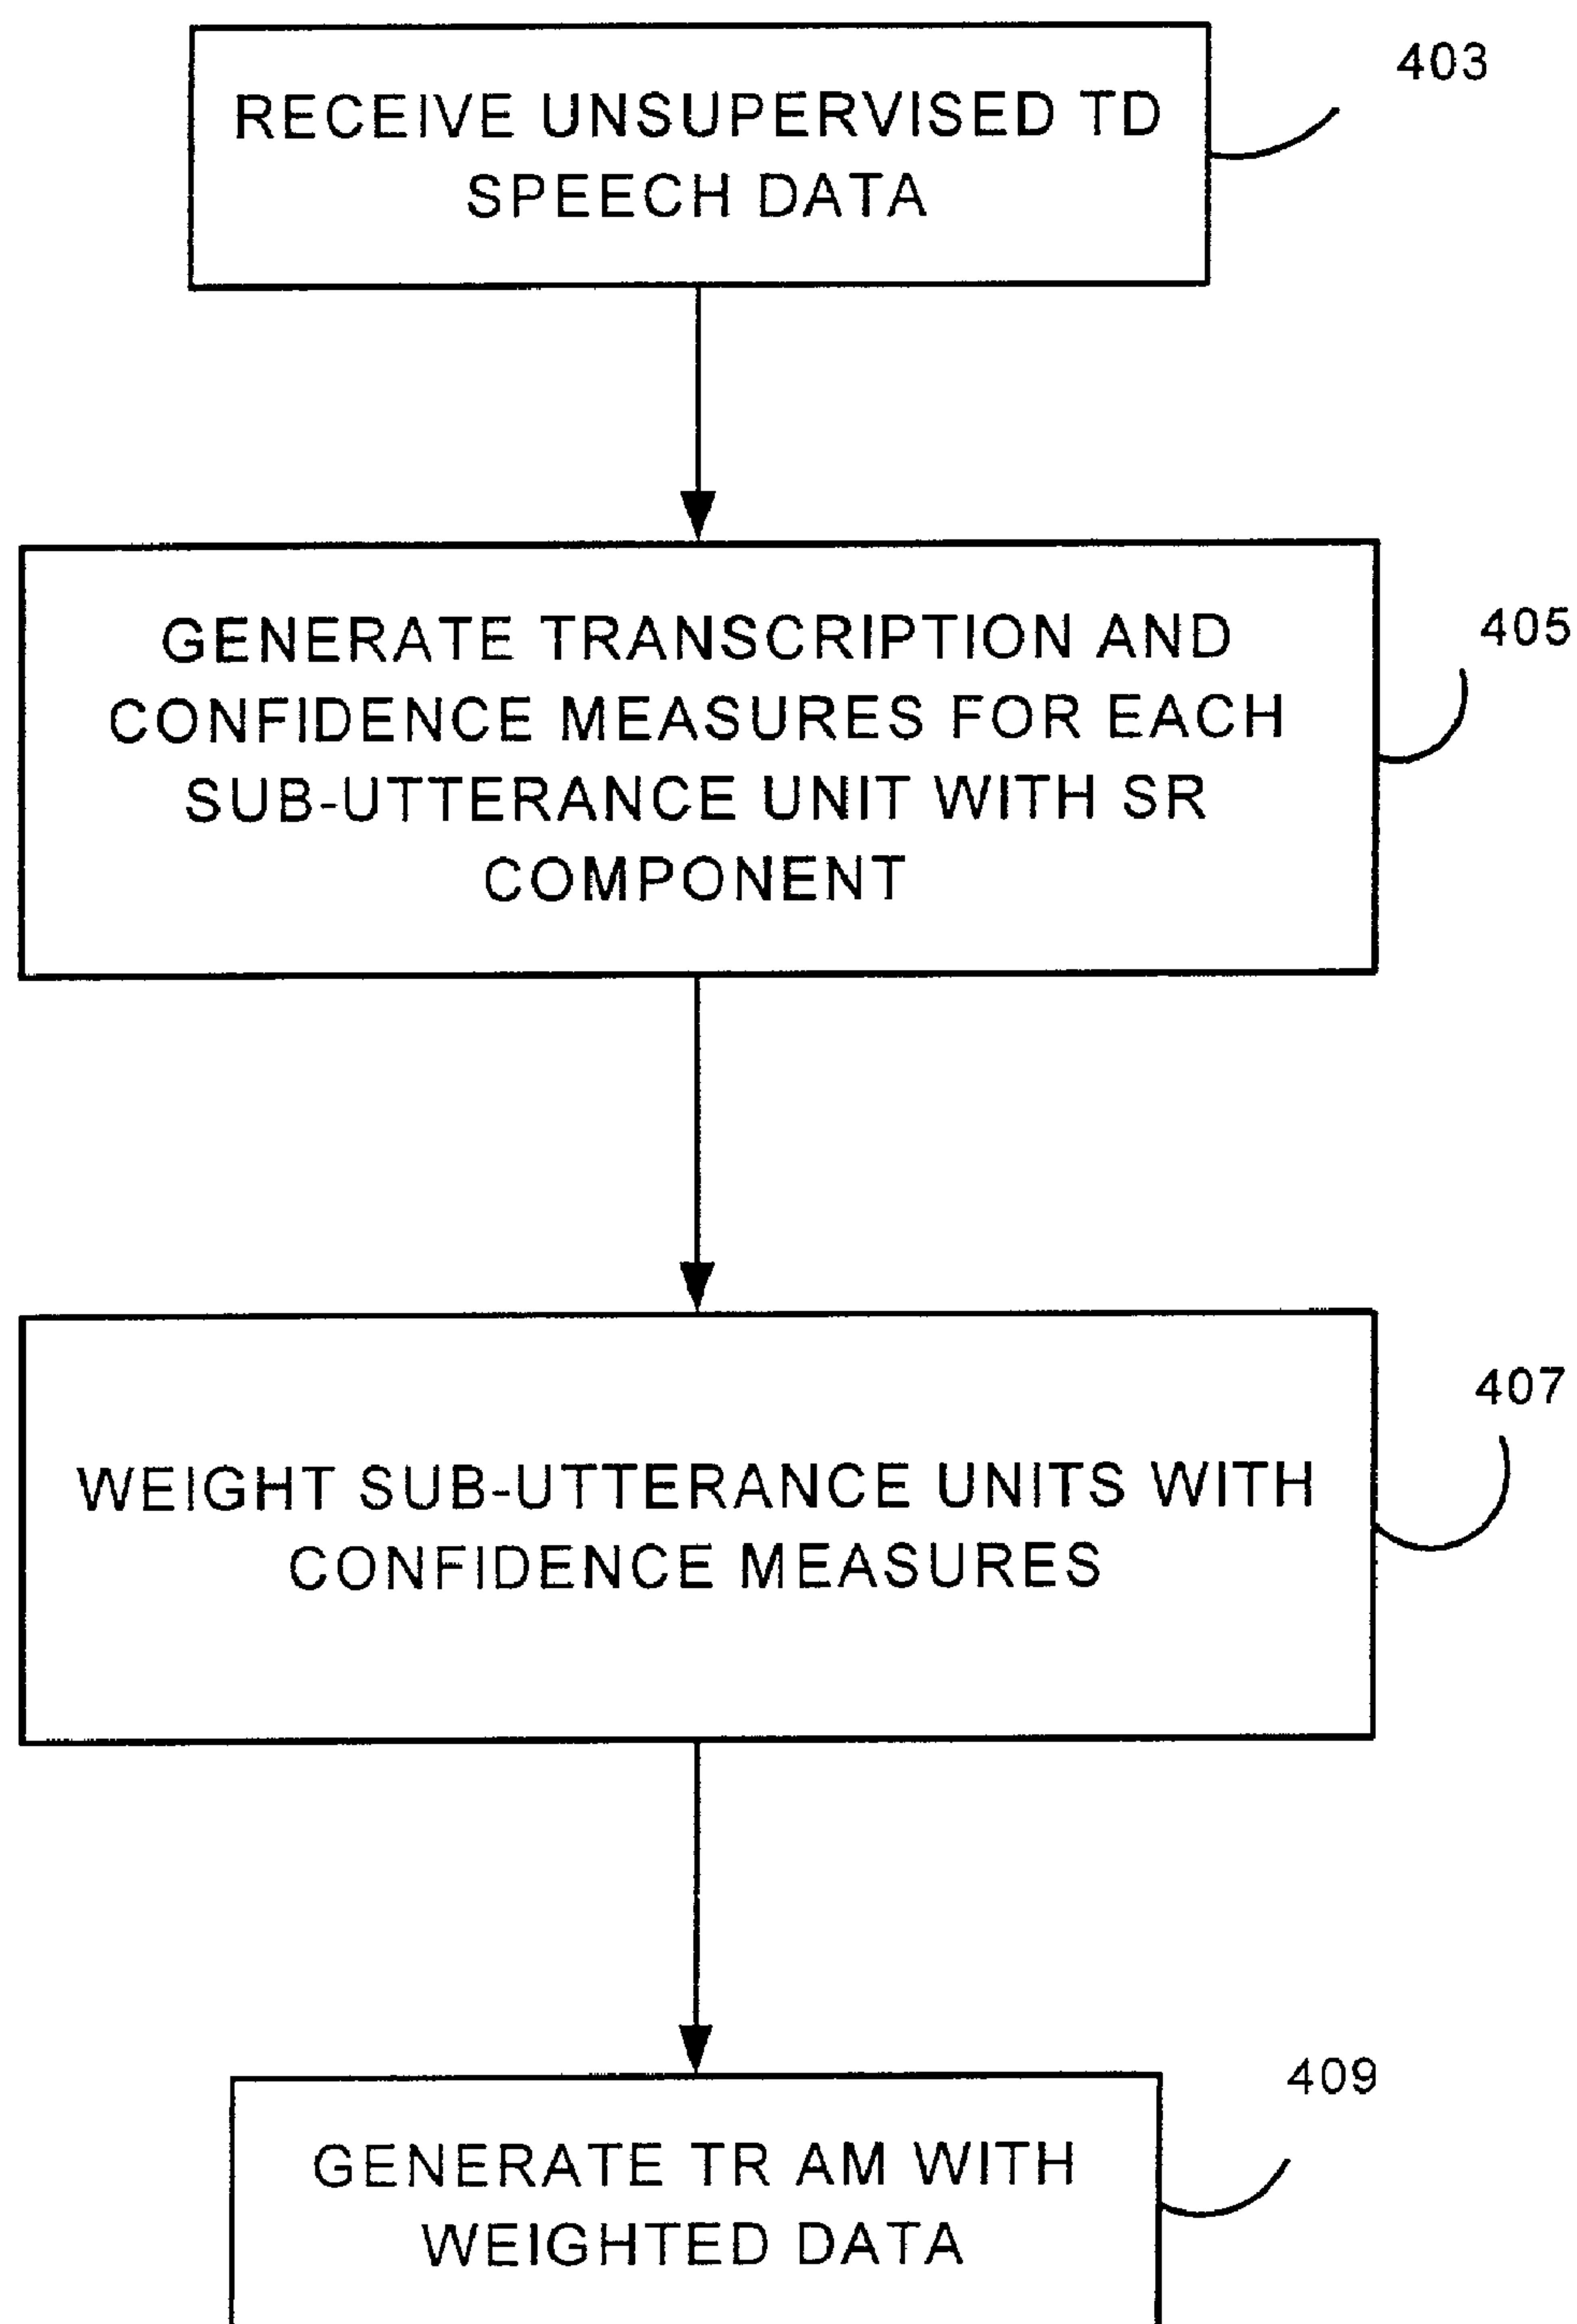 403
RECEIVE UNSUPERVISED TD
SPEECH DATA
405
GENERATE TRANSCRIPTION AND
CONFIDENCE MEASURES FOR EACH
SUB-UTTERANCE UNIT WITH SR
COMPONENT
407
WEIGHT SUB-UTTERANCE UNITS WITH
CONFIDENCE MEASURES
409
GENERATE TR AM WITH
WEIGHTED DATA